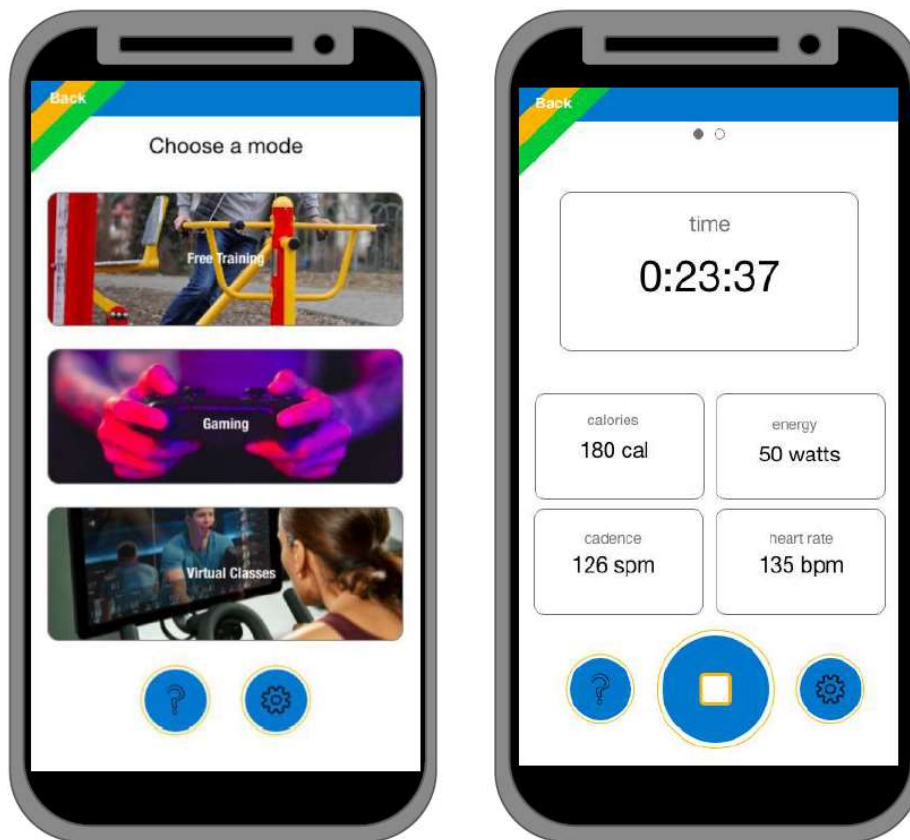 Back
Choose a mode
Free Training
Gaming
Virtual Classes
?
Back
time
0:23:37
calories
180 cal
energy
50 watts
cadence
126 spm
heart rate
135 bpm
?